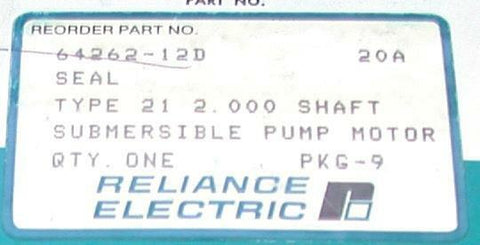 PART NO.
REORDER PART NO.
64262-12D 20A
SEAL
TYPE 21 2.000 SHAFT
SUBMERSIBLE PUMP MOTOR
QTY. ONE PKG-9
RELIANCE
ELECTRIC